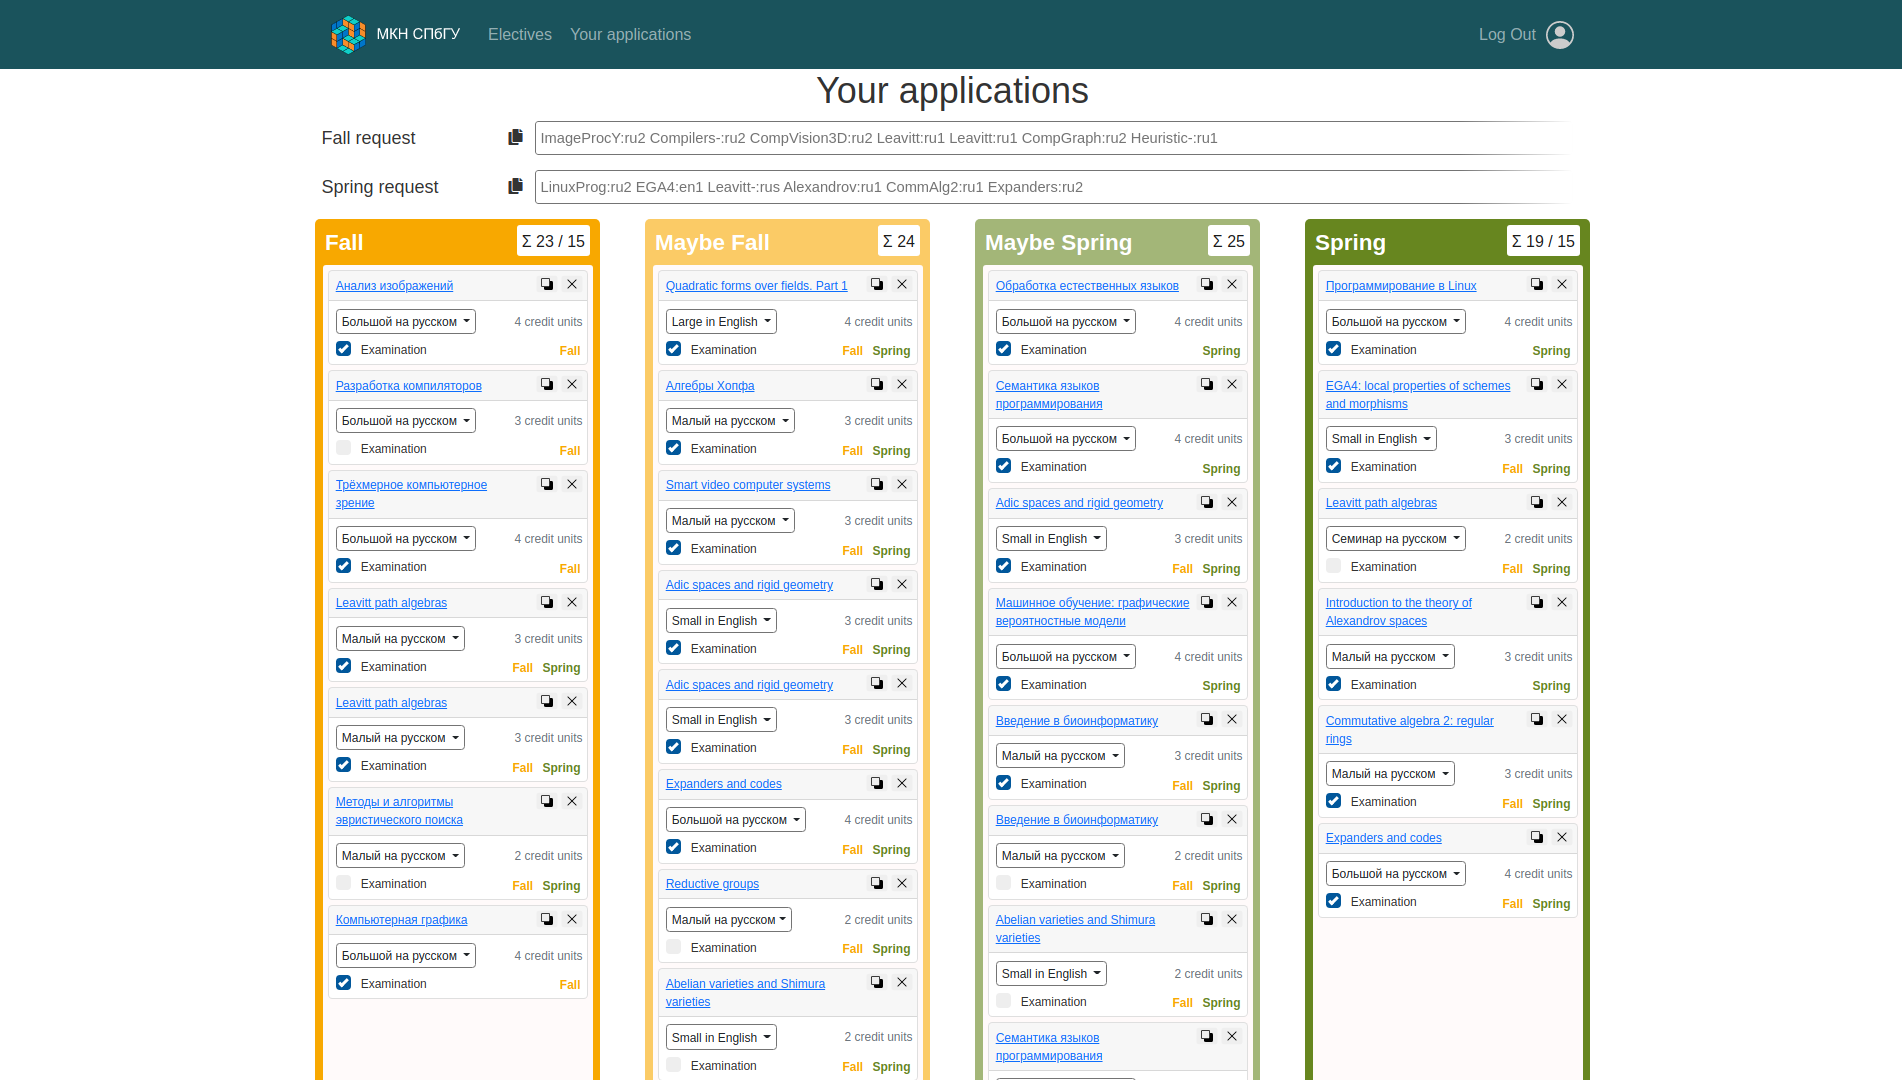 МКН СПбГУ Electives Your applications Log Out
Your applications
Fall request
ImageProcY:ru2 Compilers-:ru2 CompVision3D:ru2 Leavitt:ru1 Leavitt:ru1 CompGraph:ru2 Heuristic-:ru1
Spring request
LinuxProg:ru2 EGA4:en1 Leavitt-:rus Alexandrov:ru1 CommAlg2:ru1 Expanders:ru2
Fall Σ 23 / 15
Анализ изображений
Большой на русском 4 credit units
Examination Fall
Разработка компиляторов
Большой на русском 3 credit units
Examination Fall
Трёхмерное компьютерное
зрение
Большой на русском 4 credit units
Examination Fall
Leavitt path algebras
Малый на русском 3 credit units
Examination Fall Spring
Leavitt path algebras
Малый на русском 3 credit units
Examination Fall Spring
Методы и алгоритмы
эвристического поиска
Малый на русском 2 credit units
Examination Fall Spring
Компьютерная графика
Большой на русском 4 credit units
Examination Fall
Maybe Fall Σ 24
Quadratic forms over fields. Part 1
Large in English 4 credit units
Examination Fall Spring
Алгебры Хопфа
Малый на русском 3 credit units
Examination Fall Spring
Smart video computer systems
Малый на русском 3 credit units
Examination Fall Spring
Adic spaces and rigid geometry
Small in English 3 credit units
Examination Fall Spring
Adic spaces and rigid geometry
Small in English 3 credit units
Examination Fall Spring
Expanders and codes
Большой на русском 4 credit units
Examination Fall Spring
Reductive groups
Малый на русском 2 credit units
Examination Fall Spring
Abelian varieties and Shimura
varieties
Small in English 2 credit units
Examination Fall Spring
Maybe Spring Σ 25
Обработка естественных языков
Большой на русском 4 credit units
Examination Spring
Семантика языков
программирования
Большой на русском 4 credit units
Examination Spring
Adic spaces and rigid geometry
Small in English 3 credit units
Examination Fall Spring
Машинное обучение: графические
вероятностные модели
Большой на русском 4 credit units
Examination Spring
Введение в биоинформатику
Малый на русском 3 credit units
Examination Fall Spring
Введение в биоинформатику
Малый на русском 2 credit units
Examination Fall Spring
Abelian varieties and Shimura
varieties
Small in English 2 credit units
Examination Fall Spring
Семантика языков
программирования
Spring Σ 19 / 15
Программирование в Linux
Большой на русском 4 credit units
Examination Spring
EGA4: local properties of schemes
and morphisms
Small in English 3 credit units
Examination Fall Spring
Leavitt path algebras
Семинар на русском 2 credit units
Examination Fall Spring
Introduction to the theory of
Alexandrov spaces
Малый на русском 3 credit units
Examination Spring
Commutative algebra 2: regular
rings
Малый на русском 3 credit units
Examination Fall Spring
Expanders and codes
Большой на русском 4 credit units
Examination Fall Spring